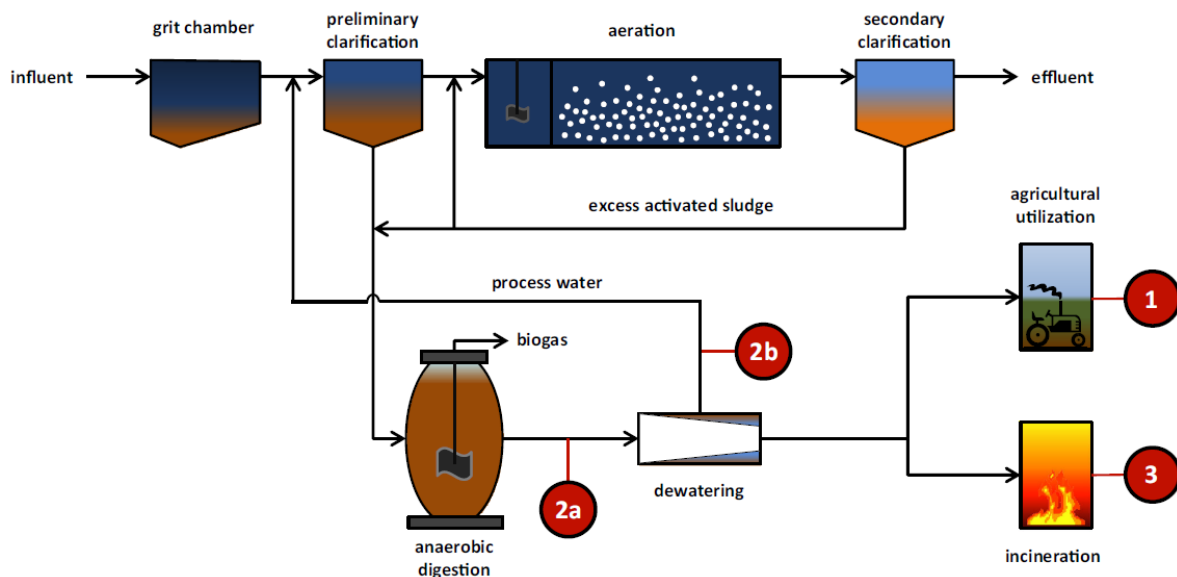 grit chamber
preliminary
clarification
aeration
secondary
clarification
influent
effluent
excess activated sludge
agricultural
utilization
process water
1
biogas
2b
dewatering
2a
3
anaerobic
digestion
incineration